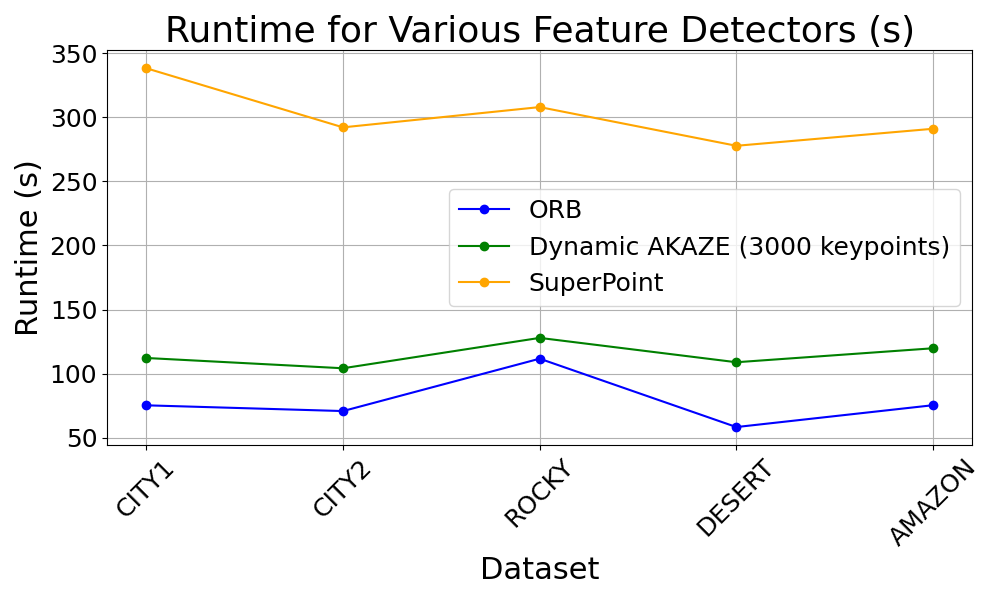 Runtime for Various Feature Detectors (s)
350
300
250
200
150
100
50
Runtime (s)
ORB
Dynamic AKAZE (3000 keypoints)
SuperPoint
CITY1
CITY2
ROCKY
DESERT
AMAZON
Dataset